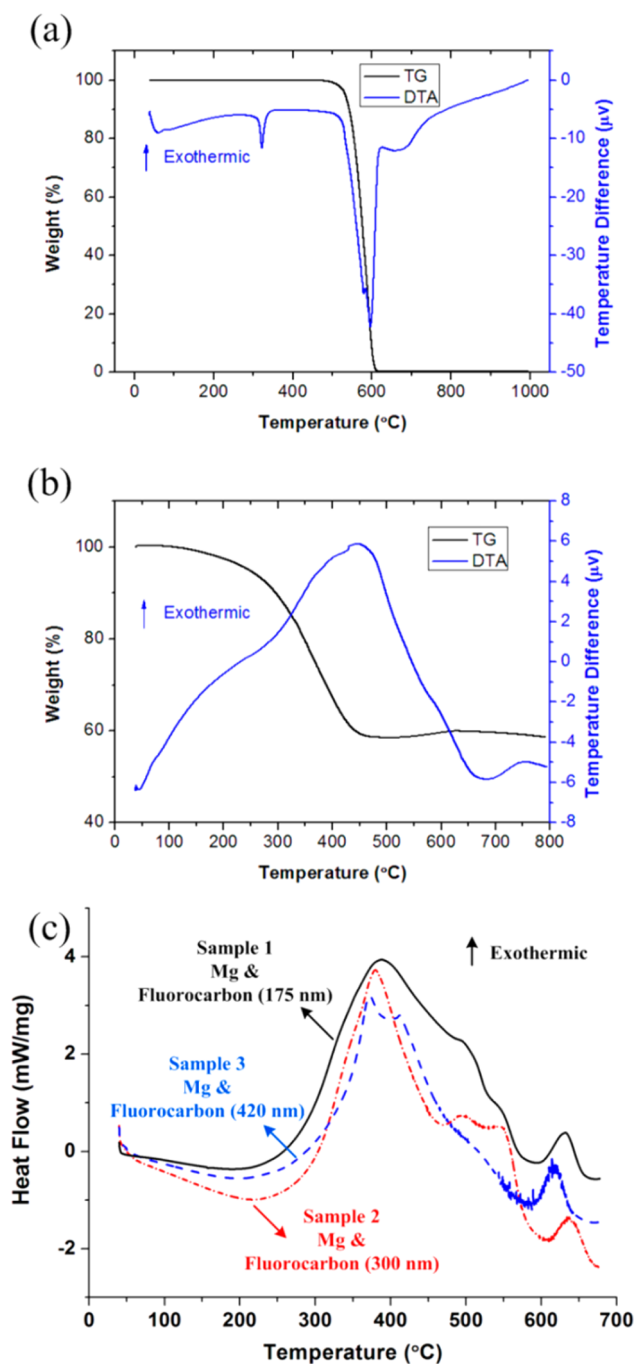 (a)
TG
DTA
100
80
60
40
20
0
Weight (%)
Exothermic
0
-10
-20
-30
-40
-50
Temperature Difference (μv)
0 200 400 600 800 1000
Temperature (°C)
(b)
TG
DTA
100
80
60
40
Weight (%)
Exothermic
8
6
4
2
0
-2
-4
-6
-8
Temperature Difference (μv)
0 100 200 300 400 500 600 700 800
Temperature (°C)
(c)
Sample 1
Mg &
Fluorocarbon (175 nm)
Exothermic
Sample 3
Mg &
Fluorocarbon (420 nm)
Sample 2
Mg &
Fluorocarbon (300 nm)
4
2
0
-2
Heat Flow (mW/mg)
0 100 200 300 400 500 600 700
Temperature (°C)